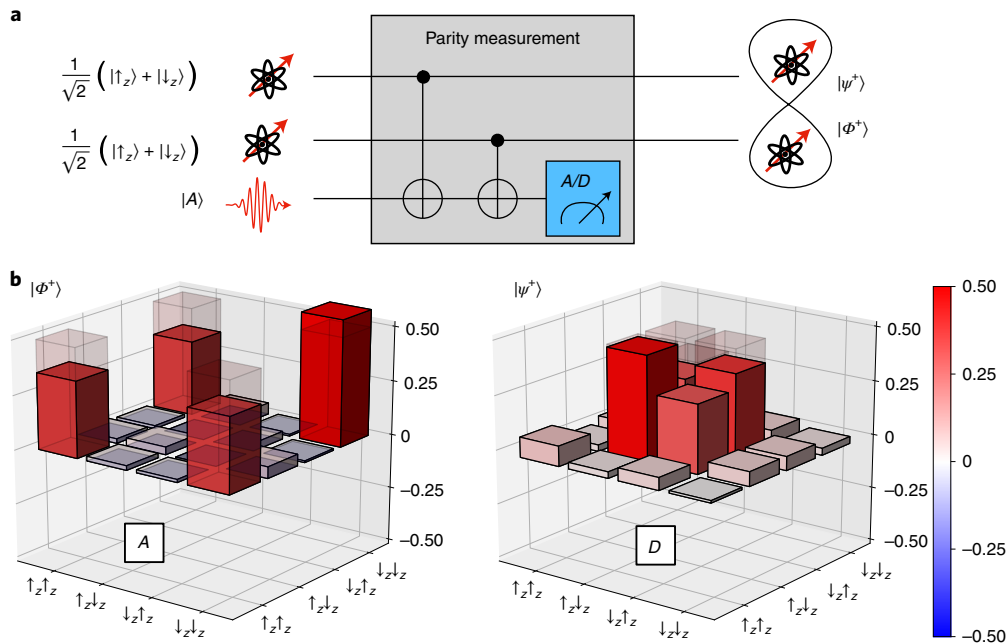 a
Parity measurement
1/√2 ( |↑z⟩ + |↓z⟩ )
|ψ⁺⟩
1/√2 ( |↑z⟩ + |↓z⟩ )
|Φ⁺⟩
|A⟩
A/D
b
|Φ⁺⟩
0.50
0.25
0
−0.25
−0.50
A
↑z↑z
↑z↓z
↓z↑z
↓z↓z
↑z↑z
↑z↓z
↓z↑z
↓z↓z
|ψ⁺⟩
0.50
0.25
0
−0.25
−0.50
D
↑z↑z
↑z↓z
↓z↑z
↓z↓z
↑z↑z
↑z↓z
↓z↑z
↓z↓z
0.50
0.25
0
−0.25
−0.50